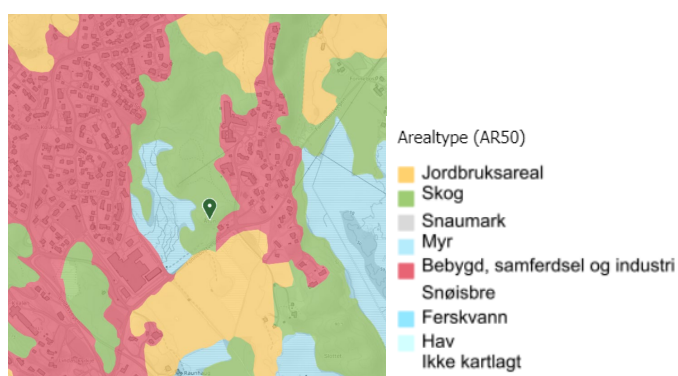 Arealtype (AR50)
Jordbruksareal
Skog
Snaumark
Myr
Bebygd, samferdsel og industri
Snøisbre
Ferskvann
Hav
Ikke kartlagt